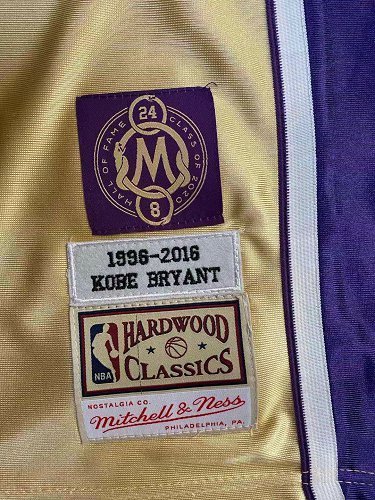 24
HALL OF FAME CLASS OF 2020
M
8
1996-2016
KOBE BRYANT
NBA
HARDWOOD
CLASSICS
NOSTALGIA CO.
Mitchell & Ness
PHILADELPHIA, PA.